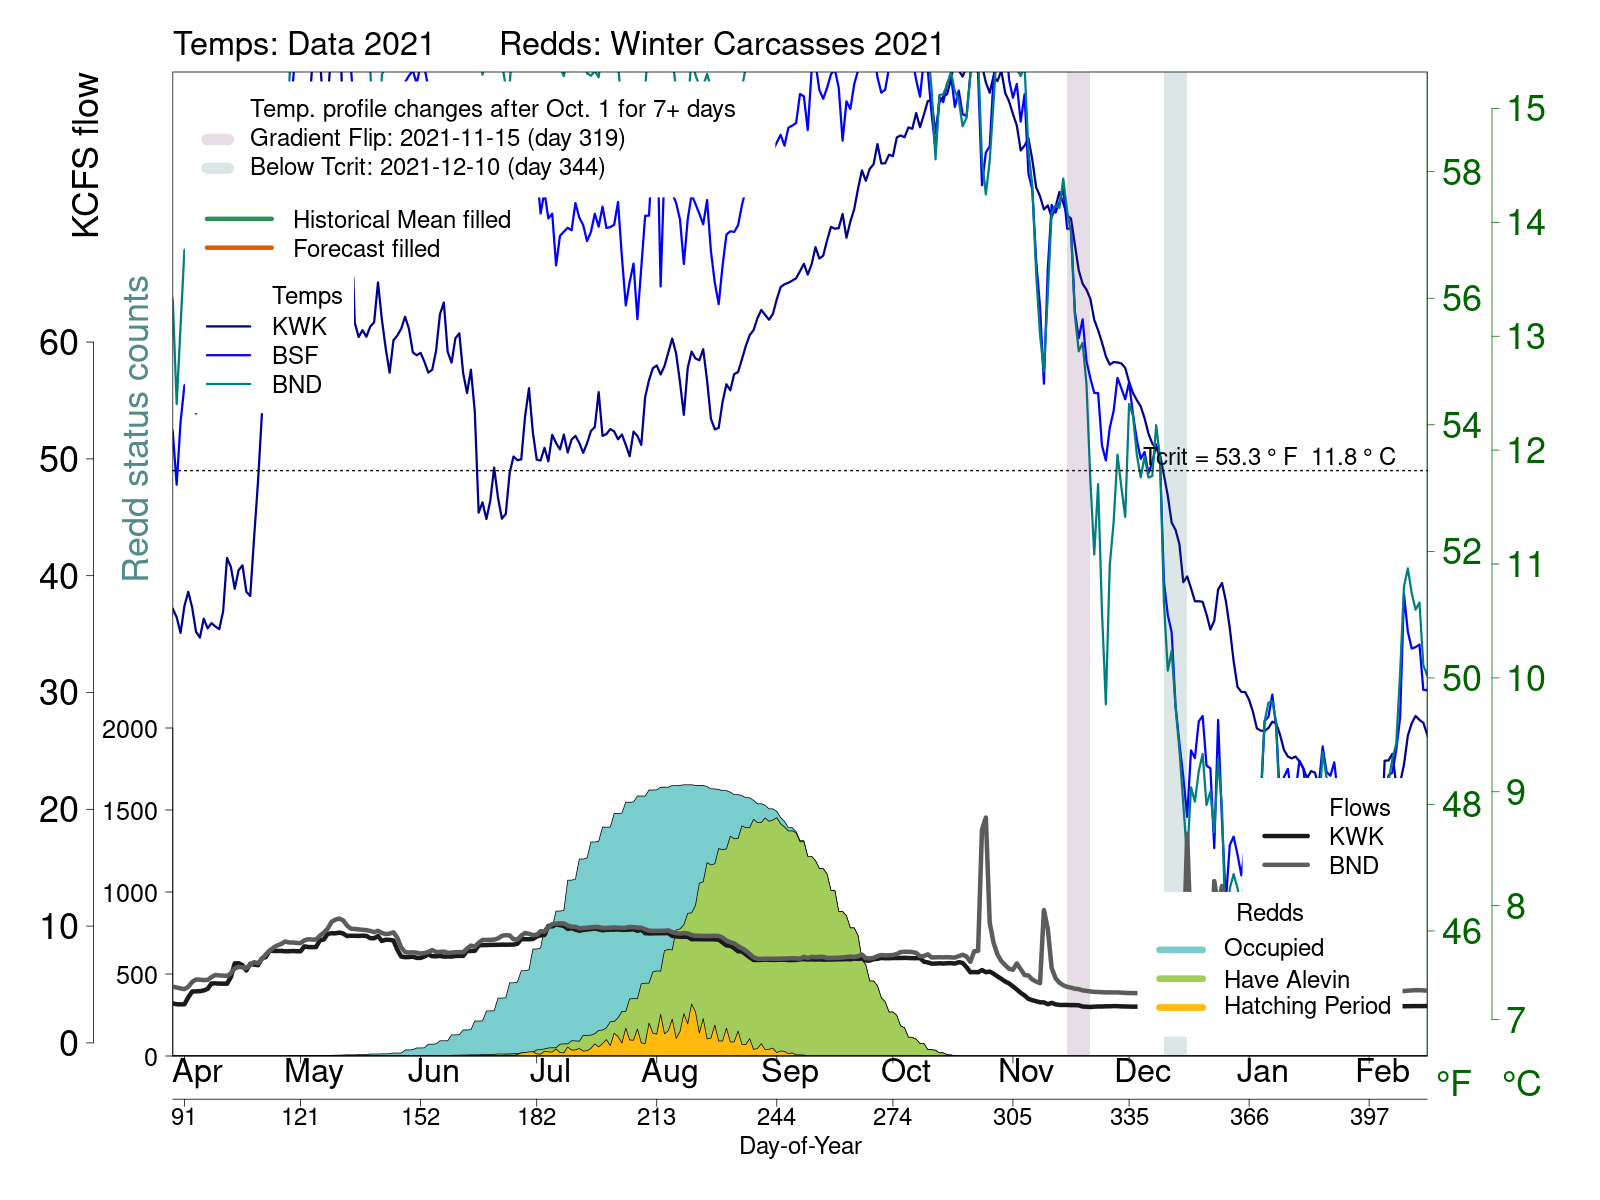 Temps: Data 2021 Redds: Winter Carcasses 2021
KCFS flow
Redd status counts
Temp. profile changes after Oct. 1 for 7+ days
Gradient Flip: 2021-11-15 (day 319)
Below Tcrit: 2021-12-10 (day 344)
Historical Mean filled
Forecast filled
Temps
KWK
BSF
BND
Tcrit = 53.3 ° F 11.8 ° C
60
50
40
30
20
10
0
2000
1500
1000
500
0
58
56
54
52
50
48
46
15
14
13
12
11
10
9
8
7
Flows
KWK
BND
Redds
Occupied
Have Alevin
Hatching Period
Apr May Jun Jul Aug Sep Oct Nov Dec Jan Feb °F °C
91 121 152 182 213 244 274 305 335 366 397
Day-of-Year